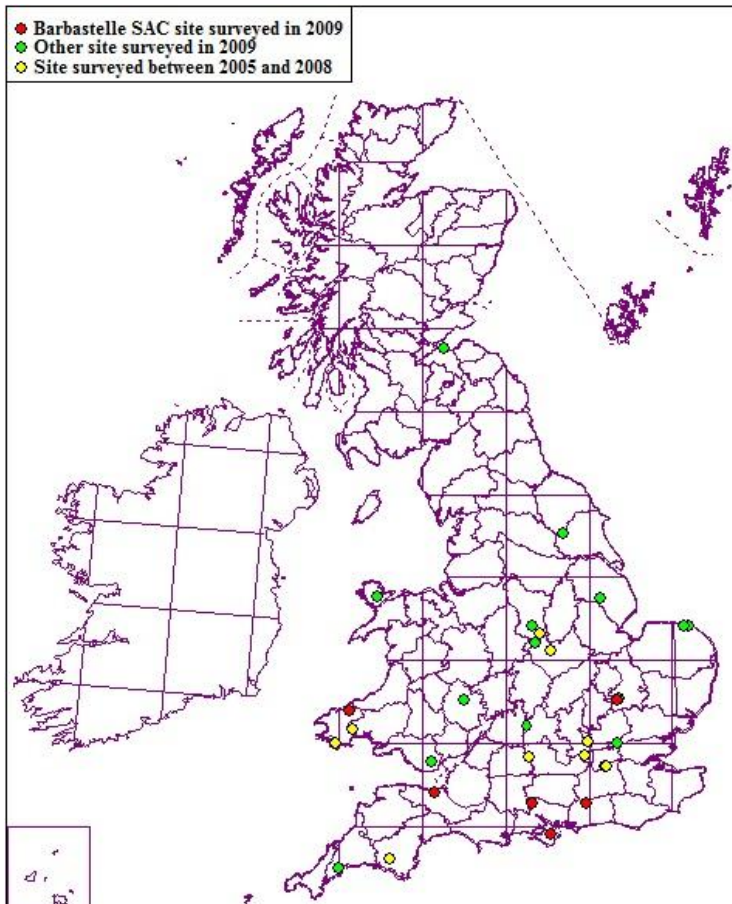 Barbastelle SAC site surveyed in 2009
Other site surveyed in 2009
Site surveyed between 2005 and 2008